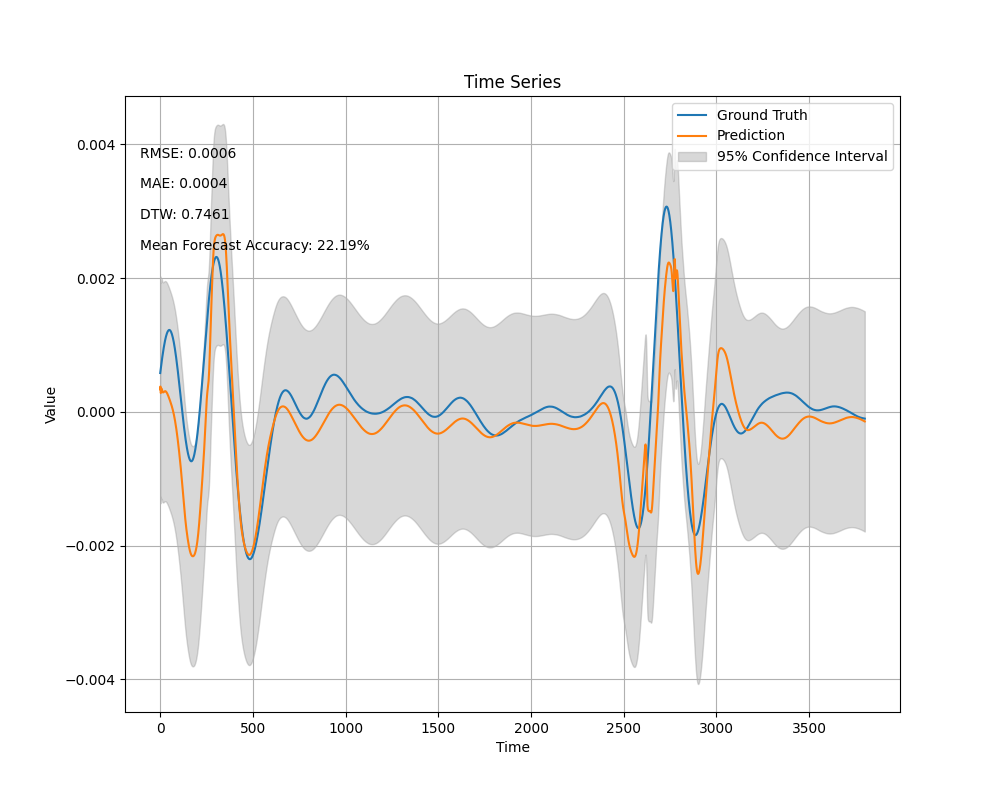 Time Series
Ground Truth
Prediction
95% Confidence Interval
RMSE: 0.0006
MAE: 0.0004
DTW: 0.7461
Mean Forecast Accuracy: 22.19%
0.004
0.002
0.000
−0.002
−0.004
Value
0 500 1000 1500 2000 2500 3000 3500
Time